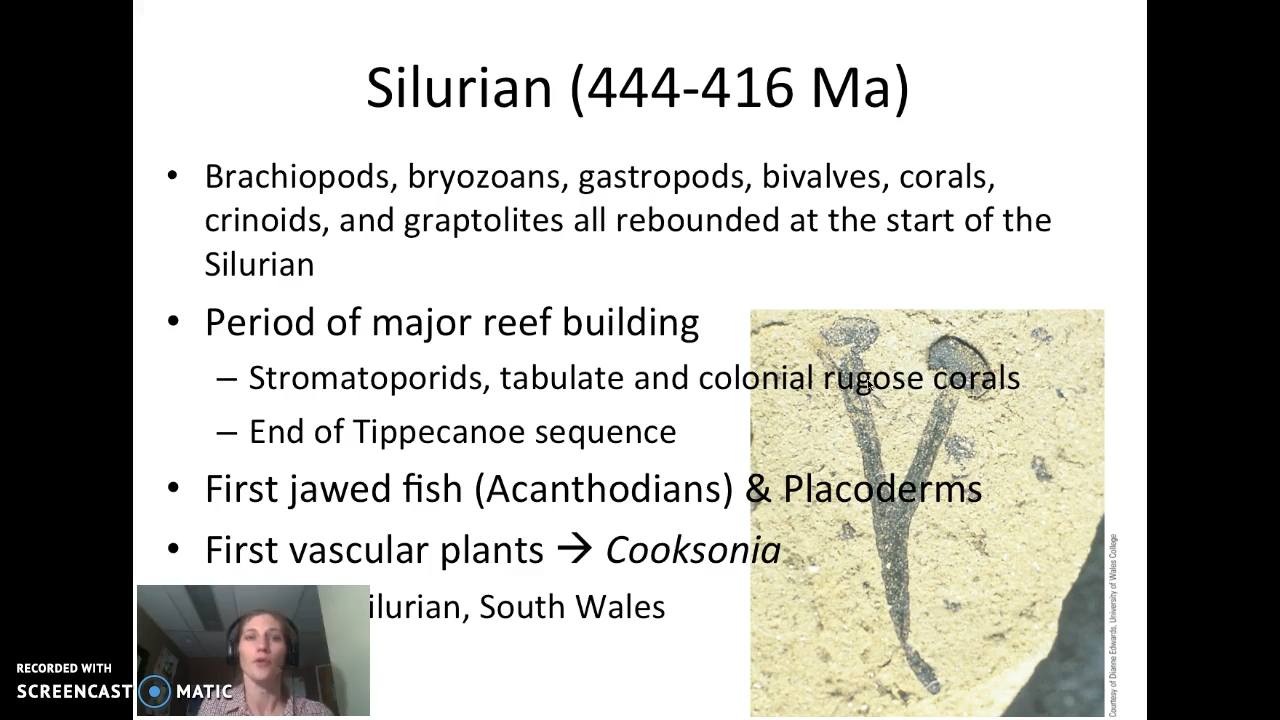 Silurian (444-416 Ma)
• Brachiopods, bryozoans, gastropods, bivalves, corals,
crinoids, and graptolites all rebounded at the start of the
Silurian
• Period of major reef building
– Stromatoporids, tabulate and colonial rugose corals
– End of Tippecanoe sequence
• First jawed fish (Acanthodians) & Placoderms
• First vascular plants → Cooksonia
ilurian, South Wales
Courtesy of Dianne Edwards, University of Wales College
RECORDED WITH
SCREENCAST MATIC